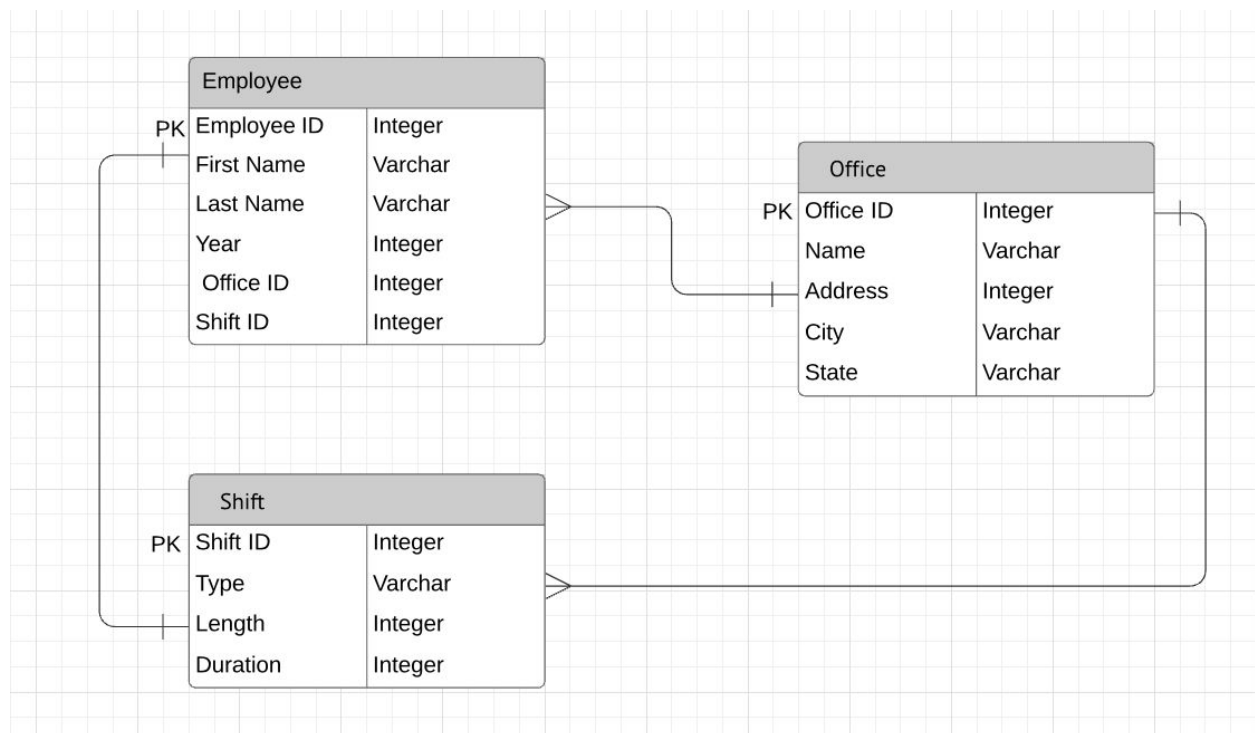 Employee
PK Employee ID Integer
First Name Varchar
Last Name Varchar
Year Integer
Office ID Integer
Shift ID Integer
Office
PK Office ID Integer
Name Varchar
Address Integer
City Varchar
State Varchar
Shift
PK Shift ID Integer
Type Varchar
Length Integer
Duration Integer